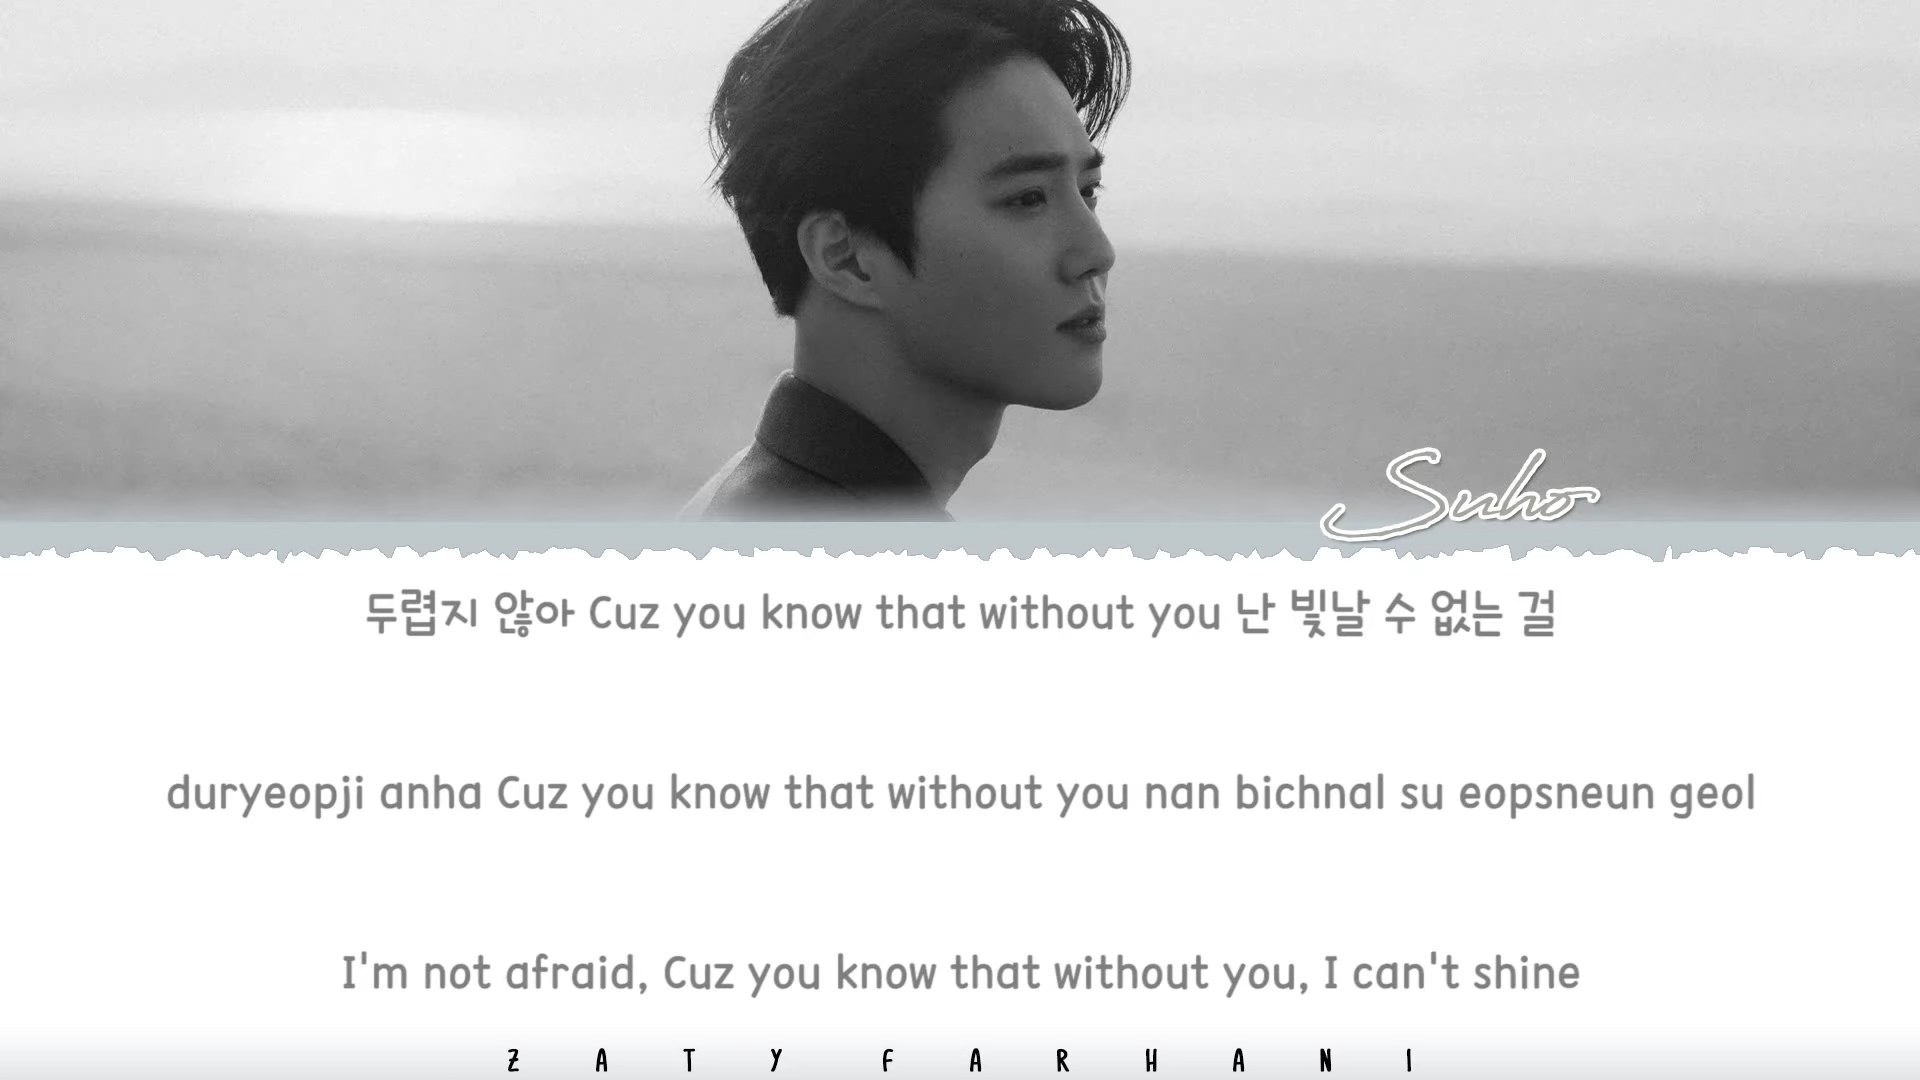 Suho
두렵지 않아 Cuz you know that without you 난 빛날 수 없는 걸
duryeopji anha Cuz you know that without you nan bichnal su eopsneun geol
I'm not afraid, Cuz you know that without you, I can't shine
ZATY FARHANI